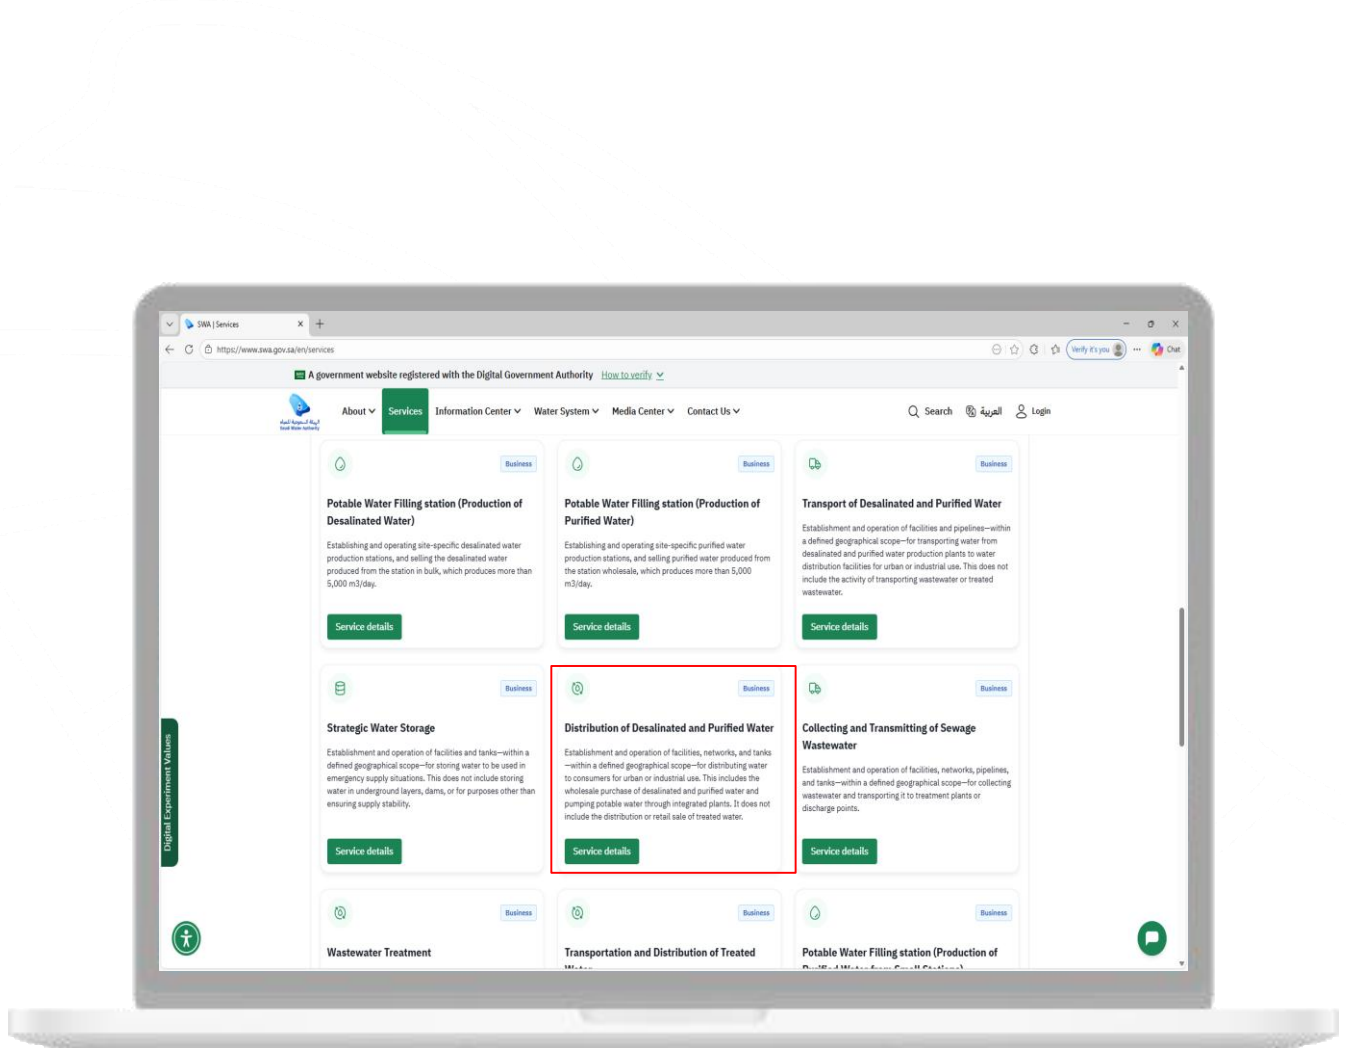 SWA | Services
https://www.swa.gov.sa/en/services
Verify it's you
Chat
A government website registered with the Digital Government Authority How to verify
الهيئة السعودية للمياه
Saudi Water Authority
About
Services
Information Center
Water System
Media Center
Contact Us
Search
العربية
Login
Business
Potable Water Filling station (Production of
Desalinated Water)
Establishing and operating site-specific desalinated water
production stations, and selling the desalinated water
produced from the station in bulk, which produces more than
5,000 m3/day.
Service details
Business
Potable Water Filling station (Production of
Purified Water)
Establishing and operating site-specific purified water
production stations, and selling purified water produced from
the station wholesale, which produces more than 5,000
m3/day.
Service details
Business
Transport of Desalinated and Purified Water
Establishment and operation of facilities and pipelines—within
a defined geographical scope—for transporting water from
desalinated and purified water production plants to water
distribution facilities for urban or industrial use. This does not
include the activity of transporting wastewater or treated
wastewater.
Service details
Business
Strategic Water Storage
Establishment and operation of facilities and tanks—within a
defined geographical scope—for storing water to be used in
emergency supply situations. This does not include storing
water in underground layers, dams, or for purposes other than
ensuring supply stability.
Service details
Business
Distribution of Desalinated and Purified Water
Establishment and operation of facilities, networks, and tanks
—within a defined geographical scope—for distributing water
to consumers for urban or industrial use. This includes the
wholesale purchase of desalinated and purified water and
pumping potable water through integrated plants. It does not
include the distribution or retail sale of treated water.
Service details
Business
Collecting and Transmitting of Sewage
Wastewater
Establishment and operation of facilities, networks, pipelines,
and tanks—within a defined geographical scope—for collecting
wastewater and transporting it to treatment plants or
discharge points.
Service details
Business
Wastewater Treatment
Business
Transportation and Distribution of Treated
Water
Business
Potable Water Filling station (Production of
Purified Water from Small Stations)
Digital Experiment Values